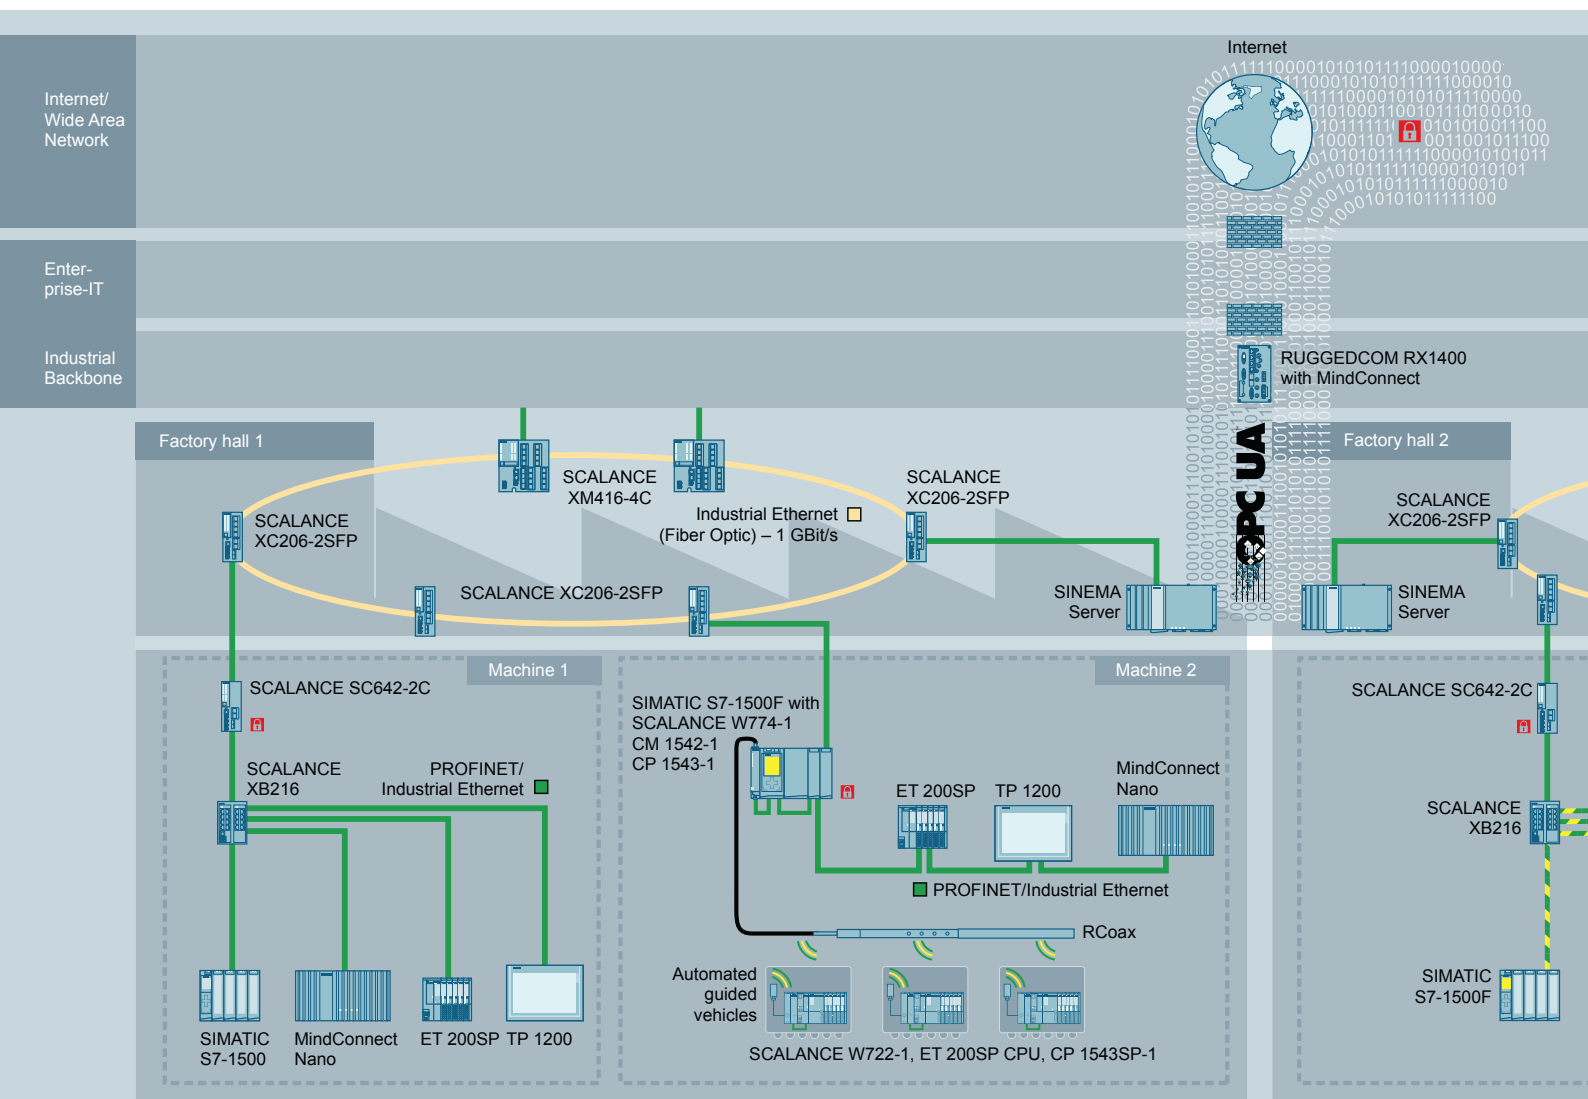 Internet
Internet/
Wide Area
Network
Enter-
prise-IT
Industrial
Backbone
RUGGEDCOM RX1400
with MindConnect
OPC UA
Factory hall 1
Factory hall 2
SCALANCE
XM416-4C
SCALANCE
XC206-2SFP
SCALANCE
XC206-2SFP
SCALANCE
XC206-2SFP
Industrial Ethernet
(Fiber Optic) – 1 GBit/s
SCALANCE XC206-2SFP
SINEMA
Server
SINEMA
Server
Machine 1
SCALANCE SC642-2C
SCALANCE
XB216
PROFINET/
Industrial Ethernet
SIMATIC
S7-1500
MindConnect
Nano
ET 200SP
TP 1200
Machine 2
SIMATIC S7-1500F with
SCALANCE W774-1
CM 1542-1
CP 1543-1
ET 200SP
TP 1200
MindConnect
Nano
PROFINET/Industrial Ethernet
RCoax
Automated
guided
vehicles
SCALANCE W722-1, ET 200SP CPU, CP 1543SP-1
SCALANCE SC642-2C
SCALANCE
XB216
SIMATIC
S7-1500F